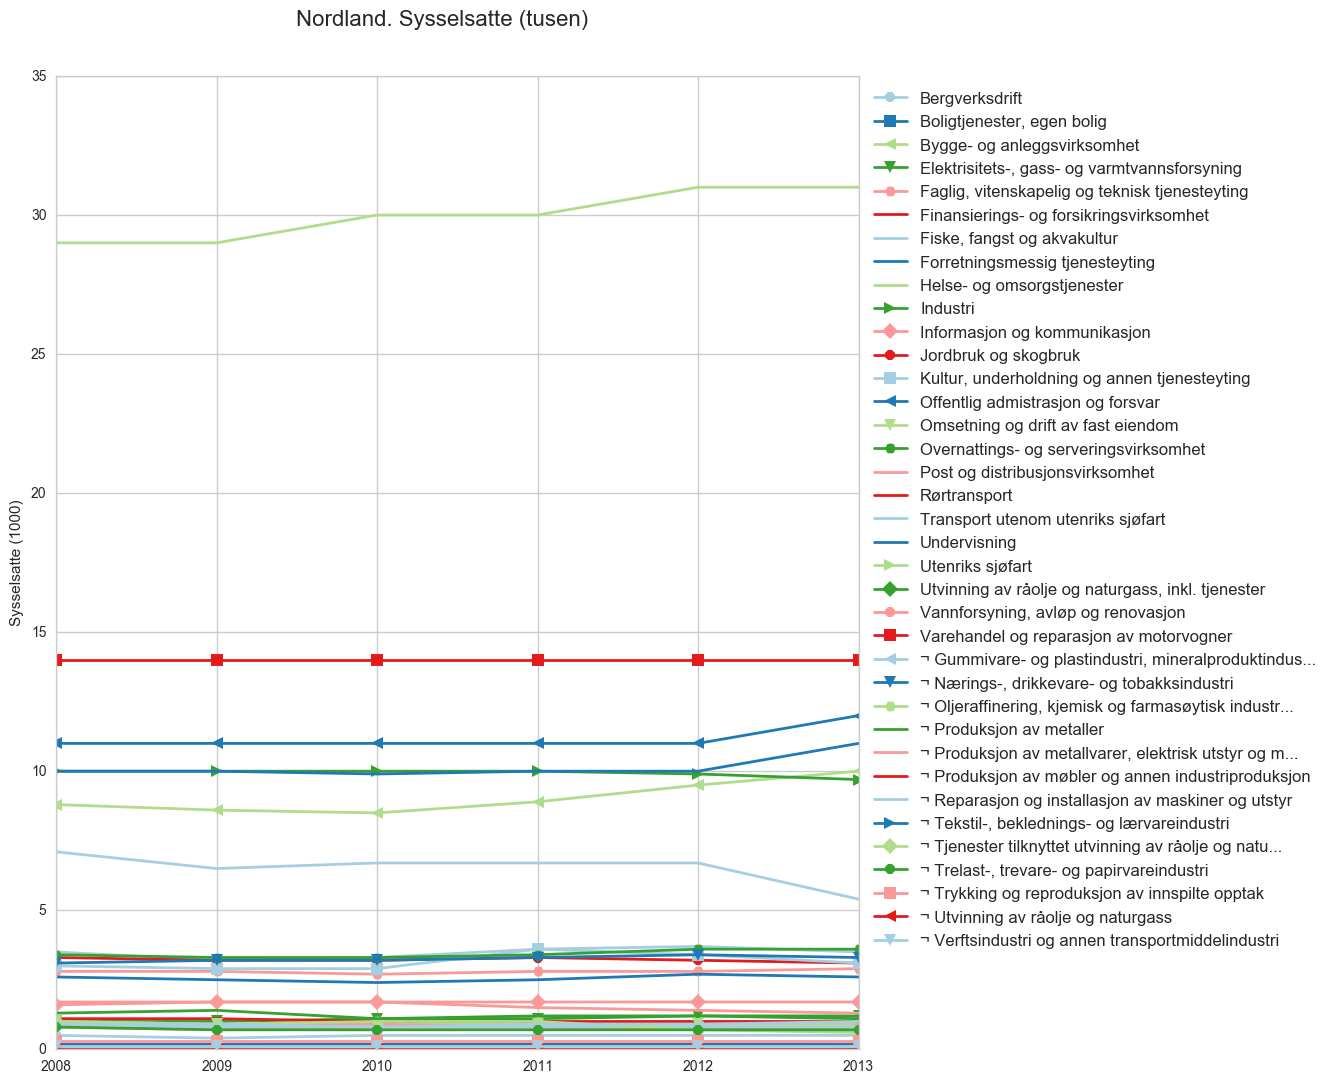 Nordland. Sysselsatte (tusen)
35
30
25
20
15
10
5
0
Sysselsatte (1000)
2008 2009 2010 2011 2012 2013
Bergverksdrift
Boligtjenester, egen bolig
Bygge- og anleggsvirksomhet
Elektrisitets-, gass- og varmtvannsforsyning
Faglig, vitenskapelig og teknisk tjenesteyting
Finansierings- og forsikringsvirksomhet
Fiske, fangst og akvakultur
Forretningsmessig tjenesteyting
Helse- og omsorgstjenester
Industri
Informasjon og kommunikasjon
Jordbruk og skogbruk
Kultur, underholdning og annen tjenesteyting
Offentlig admistrasjon og forsvar
Omsetning og drift av fast eiendom
Overnattings- og serveringsvirksomhet
Post og distribusjonsvirksomhet
Rørtransport
Transport utenom utenriks sjøfart
Undervisning
Utenriks sjøfart
Utvinning av råolje og naturgass, inkl. tjenester
Vannforsyning, avløp og renovasjon
Varehandel og reparasjon av motorvogner
¬ Gummivare- og plastindustri, mineralproduktindus...
¬ Nærings-, drikkevare- og tobakksindustri
¬ Oljeraffinering, kjemisk og farmasøytisk industr...
¬ Produksjon av metaller
¬ Produksjon av metallvarer, elektrisk utstyr og m...
¬ Produksjon av møbler og annen industriproduksjon
¬ Reparasjon og installasjon av maskiner og utstyr
¬ Tekstil-, beklednings- og lærvareindustri
¬ Tjenester tilknyttet utvinning av råolje og natu...
¬ Trelast-, trevare- og papirvareindustri
¬ Trykking og reproduksjon av innspilte opptak
¬ Utvinning av råolje og naturgass
¬ Verftsindustri og annen transportmiddelindustri